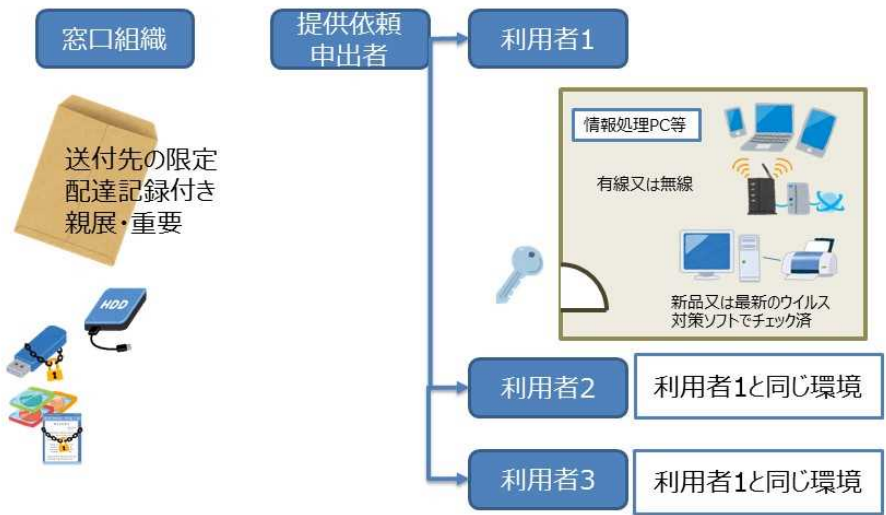 窓口組織
提供依頼
申出者
利用者1
送付先の限定
配達記録付き
親展・重要
HDD
情報処理PC等
有線又は無線
新品又は最新のウイルス
対策ソフトでチェック済
利用者2
利用者1と同じ環境
利用者3
利用者1と同じ環境